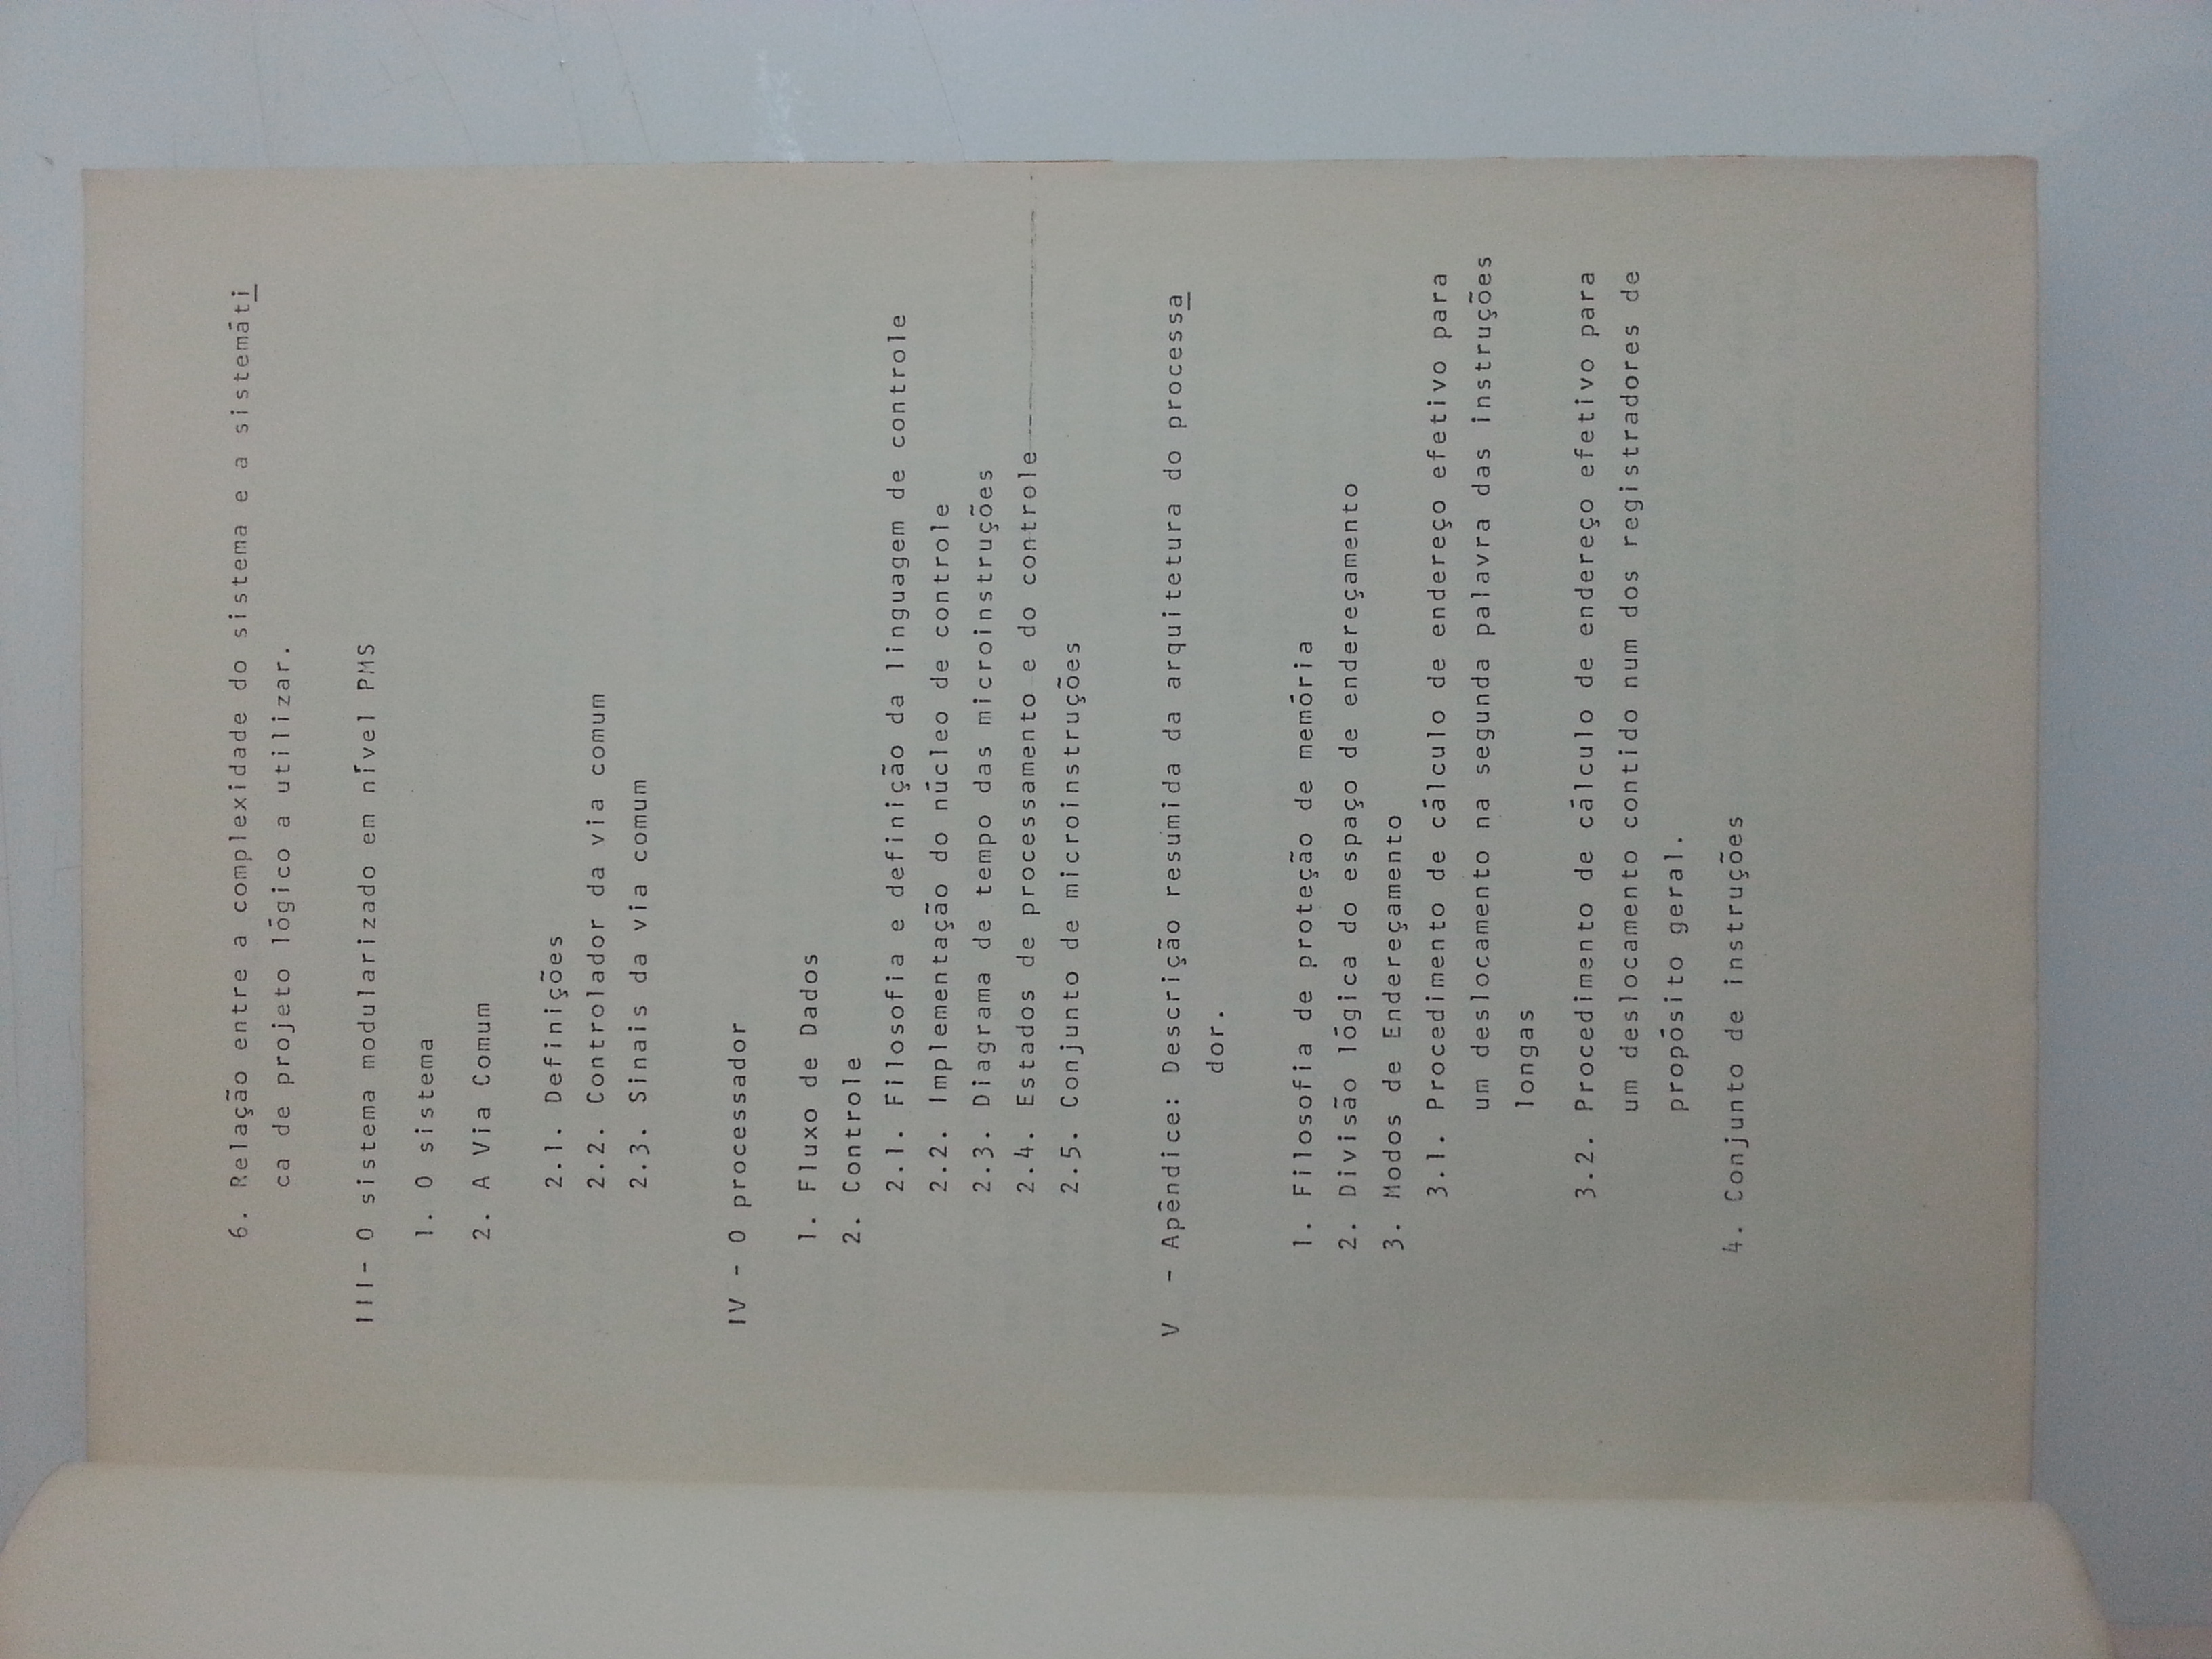 6. Relação entre a complexidade do sistema e a sistemáti
ca de projeto lógico a utilizar.
III- O sistema modularizado em nível PMS
1. O sistema
2. A Via Comum
2.1. Definições
2.2. Controlador da via comum
2.3. Sinais da via comum
IV - O processador
1. Fluxo de Dados
2. Controle
2.1. Filosofia e definição da linguagem de controle
2.2. Implementação do núcleo de controle
2.3. Diagrama de tempo das microinstruções
2.4. Estados de processamento e do controle
2.5. Conjunto de microinstruções
V - Apêndice: Descrição resumida da arquitetura do processa
dor.
1. Filosofia de proteção de memória
2. Divisão lógica do espaço de endereçamento
3. Modos de Endereçamento
3.1. Procedimento de cálculo de endereço efetivo para
um deslocamento na segunda palavra das instruções
longas
3.2. Procedimento de cálculo de endereço efetivo para
um deslocamento contido num dos registradores de
propósito geral.
4. Conjunto de instruções